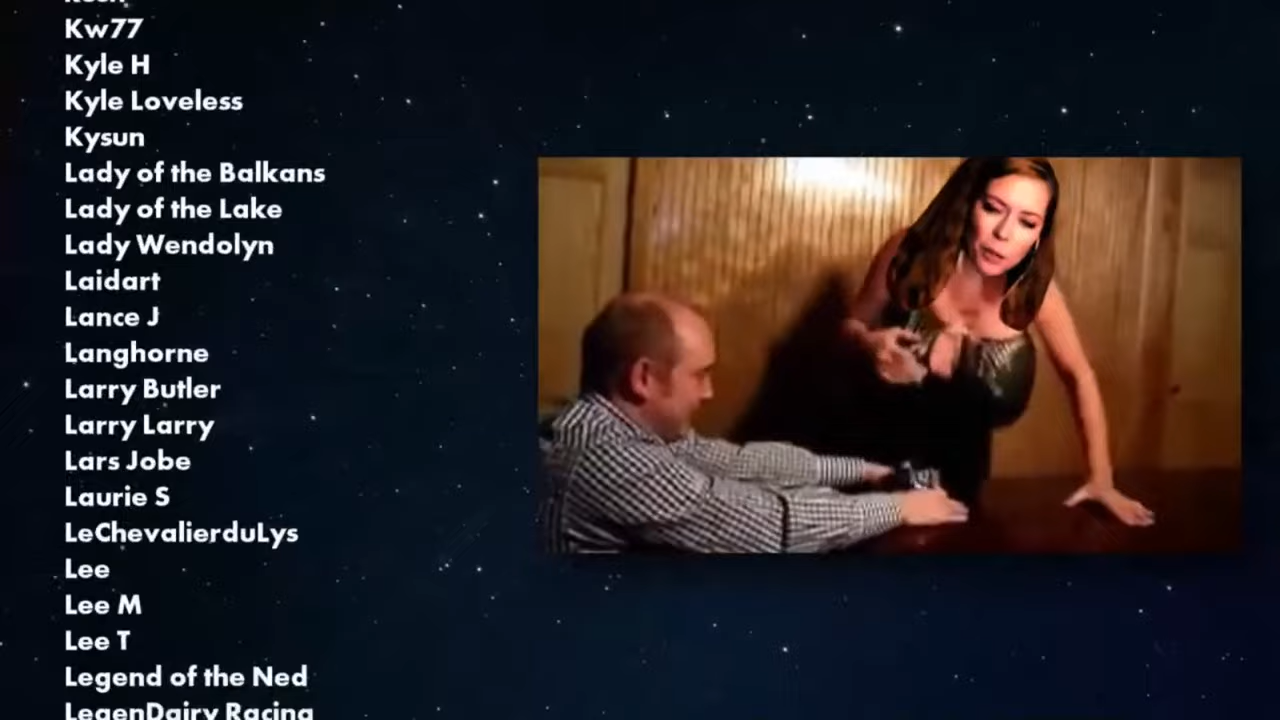 Kw77
Kyle H
Kyle Loveless
Kysun
Lady of the Balkans
Lady of the Lake
Lady Wendolyn
Laidart
Lance J
Langhorne
Larry Butler
Larry Larry
Lars Jobe
Laurie S
LeChevalierduLys
Lee
Lee M
Lee T
Legend of the Ned
LegenDairy Racing